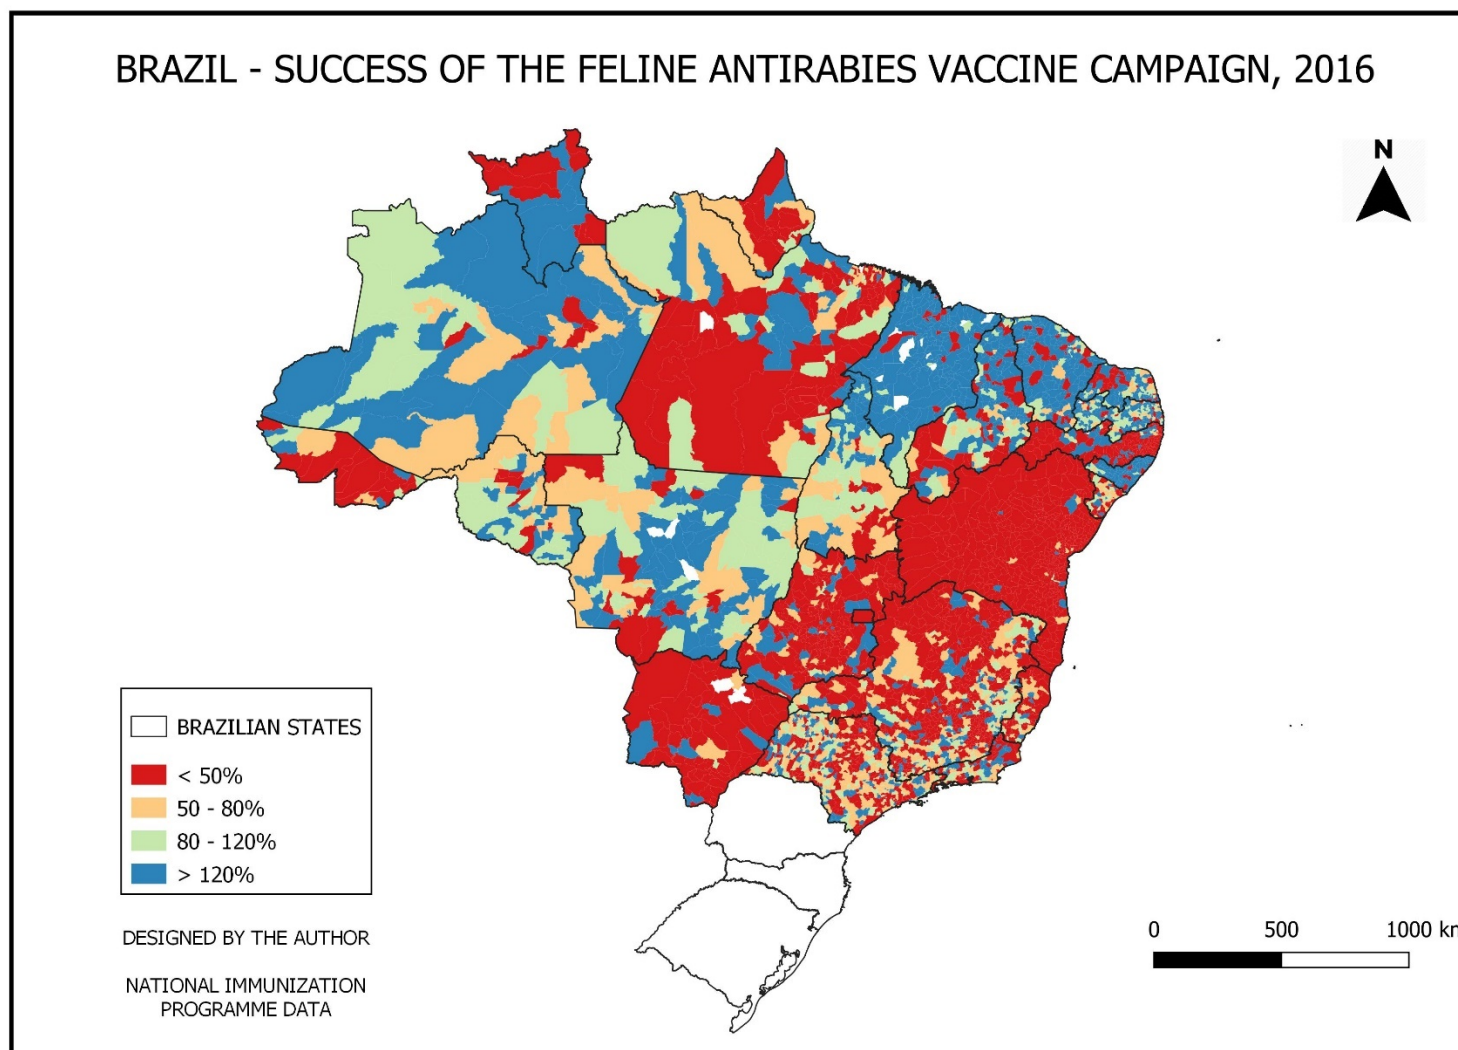 BRAZIL - SUCCESS OF THE FELINE ANTIRABIES VACCINE CAMPAIGN, 2016
N
BRAZILIAN STATES
< 50%
50 - 80%
80 - 120%
> 120%
DESIGNED BY THE AUTHOR
NATIONAL IMMUNIZATION
PROGRAMME DATA
0 500 1000 km